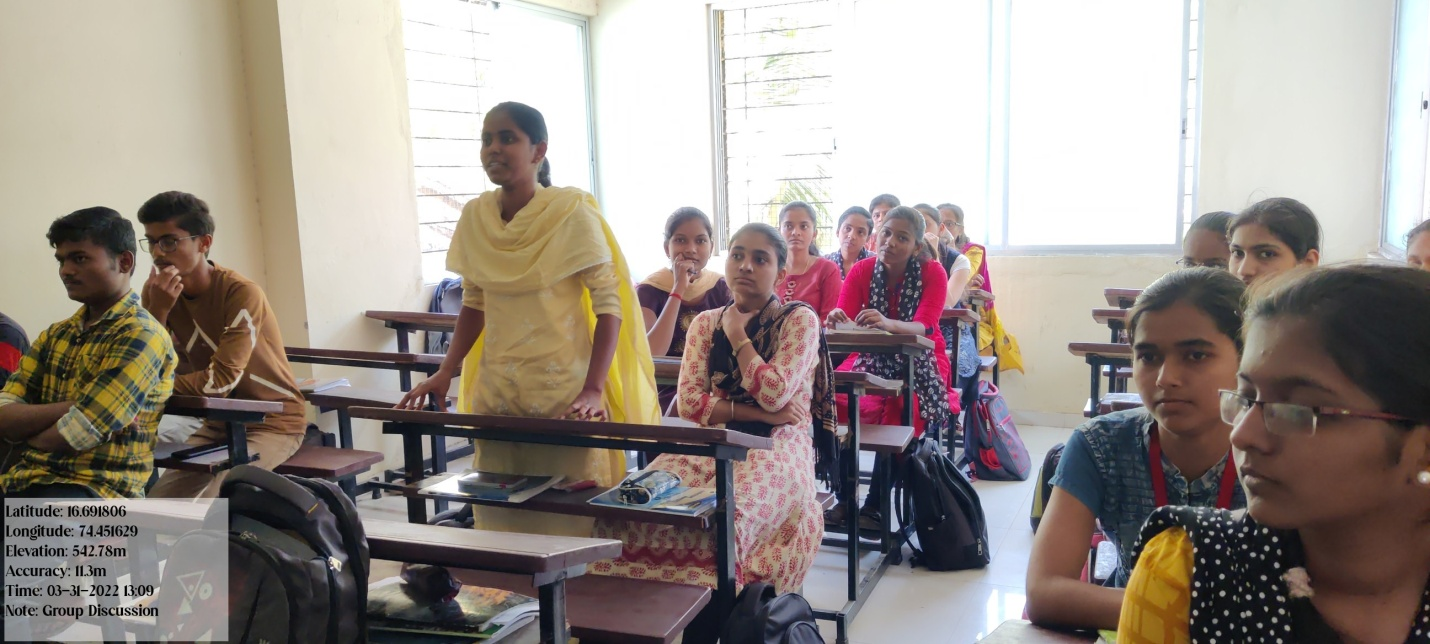 Latitude: 16.691806
Longitude: 74.451629
Elevation: 542.78m
Accuracy: 11.3m
Time: 03-31-2022 13:09
Note: Group Discussion